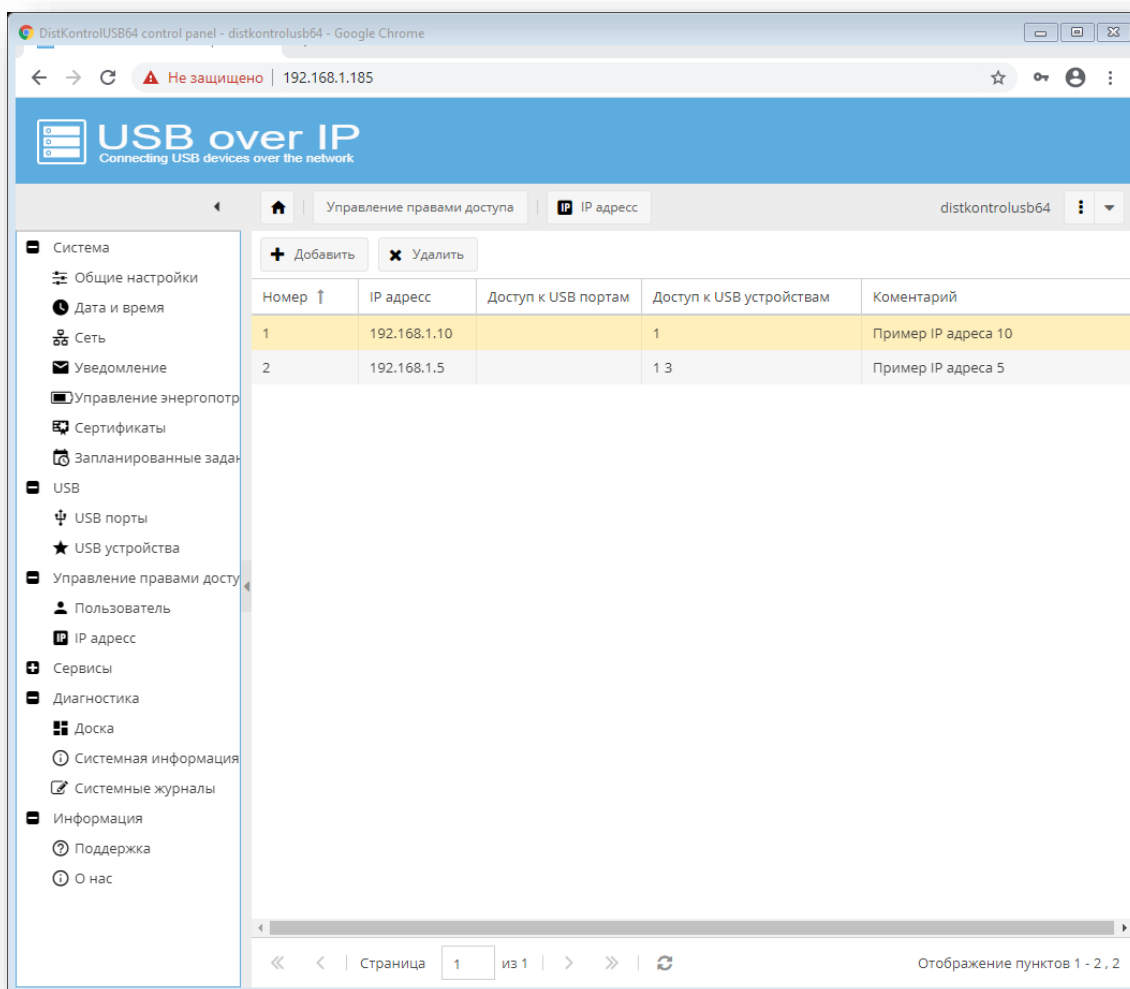 DistKontrolUSB64 control panel - distkontrolusb64 - Google Chrome
Не защищено 192.168.1.185
USB over IP
Connecting USB devices over the network
Управление правами доступа IP адресс distkontrolusb64
Система
Общие настройки
Дата и время
Сеть
Уведомление
Управление энергопотр
Сертификаты
Запланированные задан
USB
USB порты
USB устройства
Управление правами досту
Пользователь
IP адресс
Сервисы
Диагностика
Доска
Системная информация
Системные журналы
Информация
Поддержка
О нас
Добавить Удалить
Номер IP адресс Доступ к USB портам Доступ к USB устройствам Коментарий
1 192.168.1.10 1 Пример IP адреса 10
2 192.168.1.5 1 3 Пример IP адреса 5
Страница 1 из 1 Отображение пунктов 1 - 2 , 2